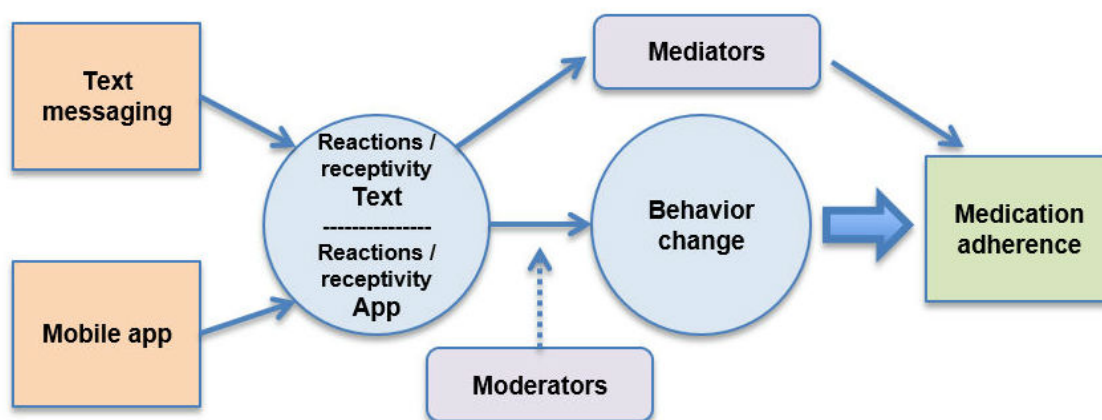 Text
messaging
Mobile app
Reactions /
receptivity
Text
---------------
Reactions /
receptivity
App
Mediators
Moderators
Behavior
change
Medication
adherence